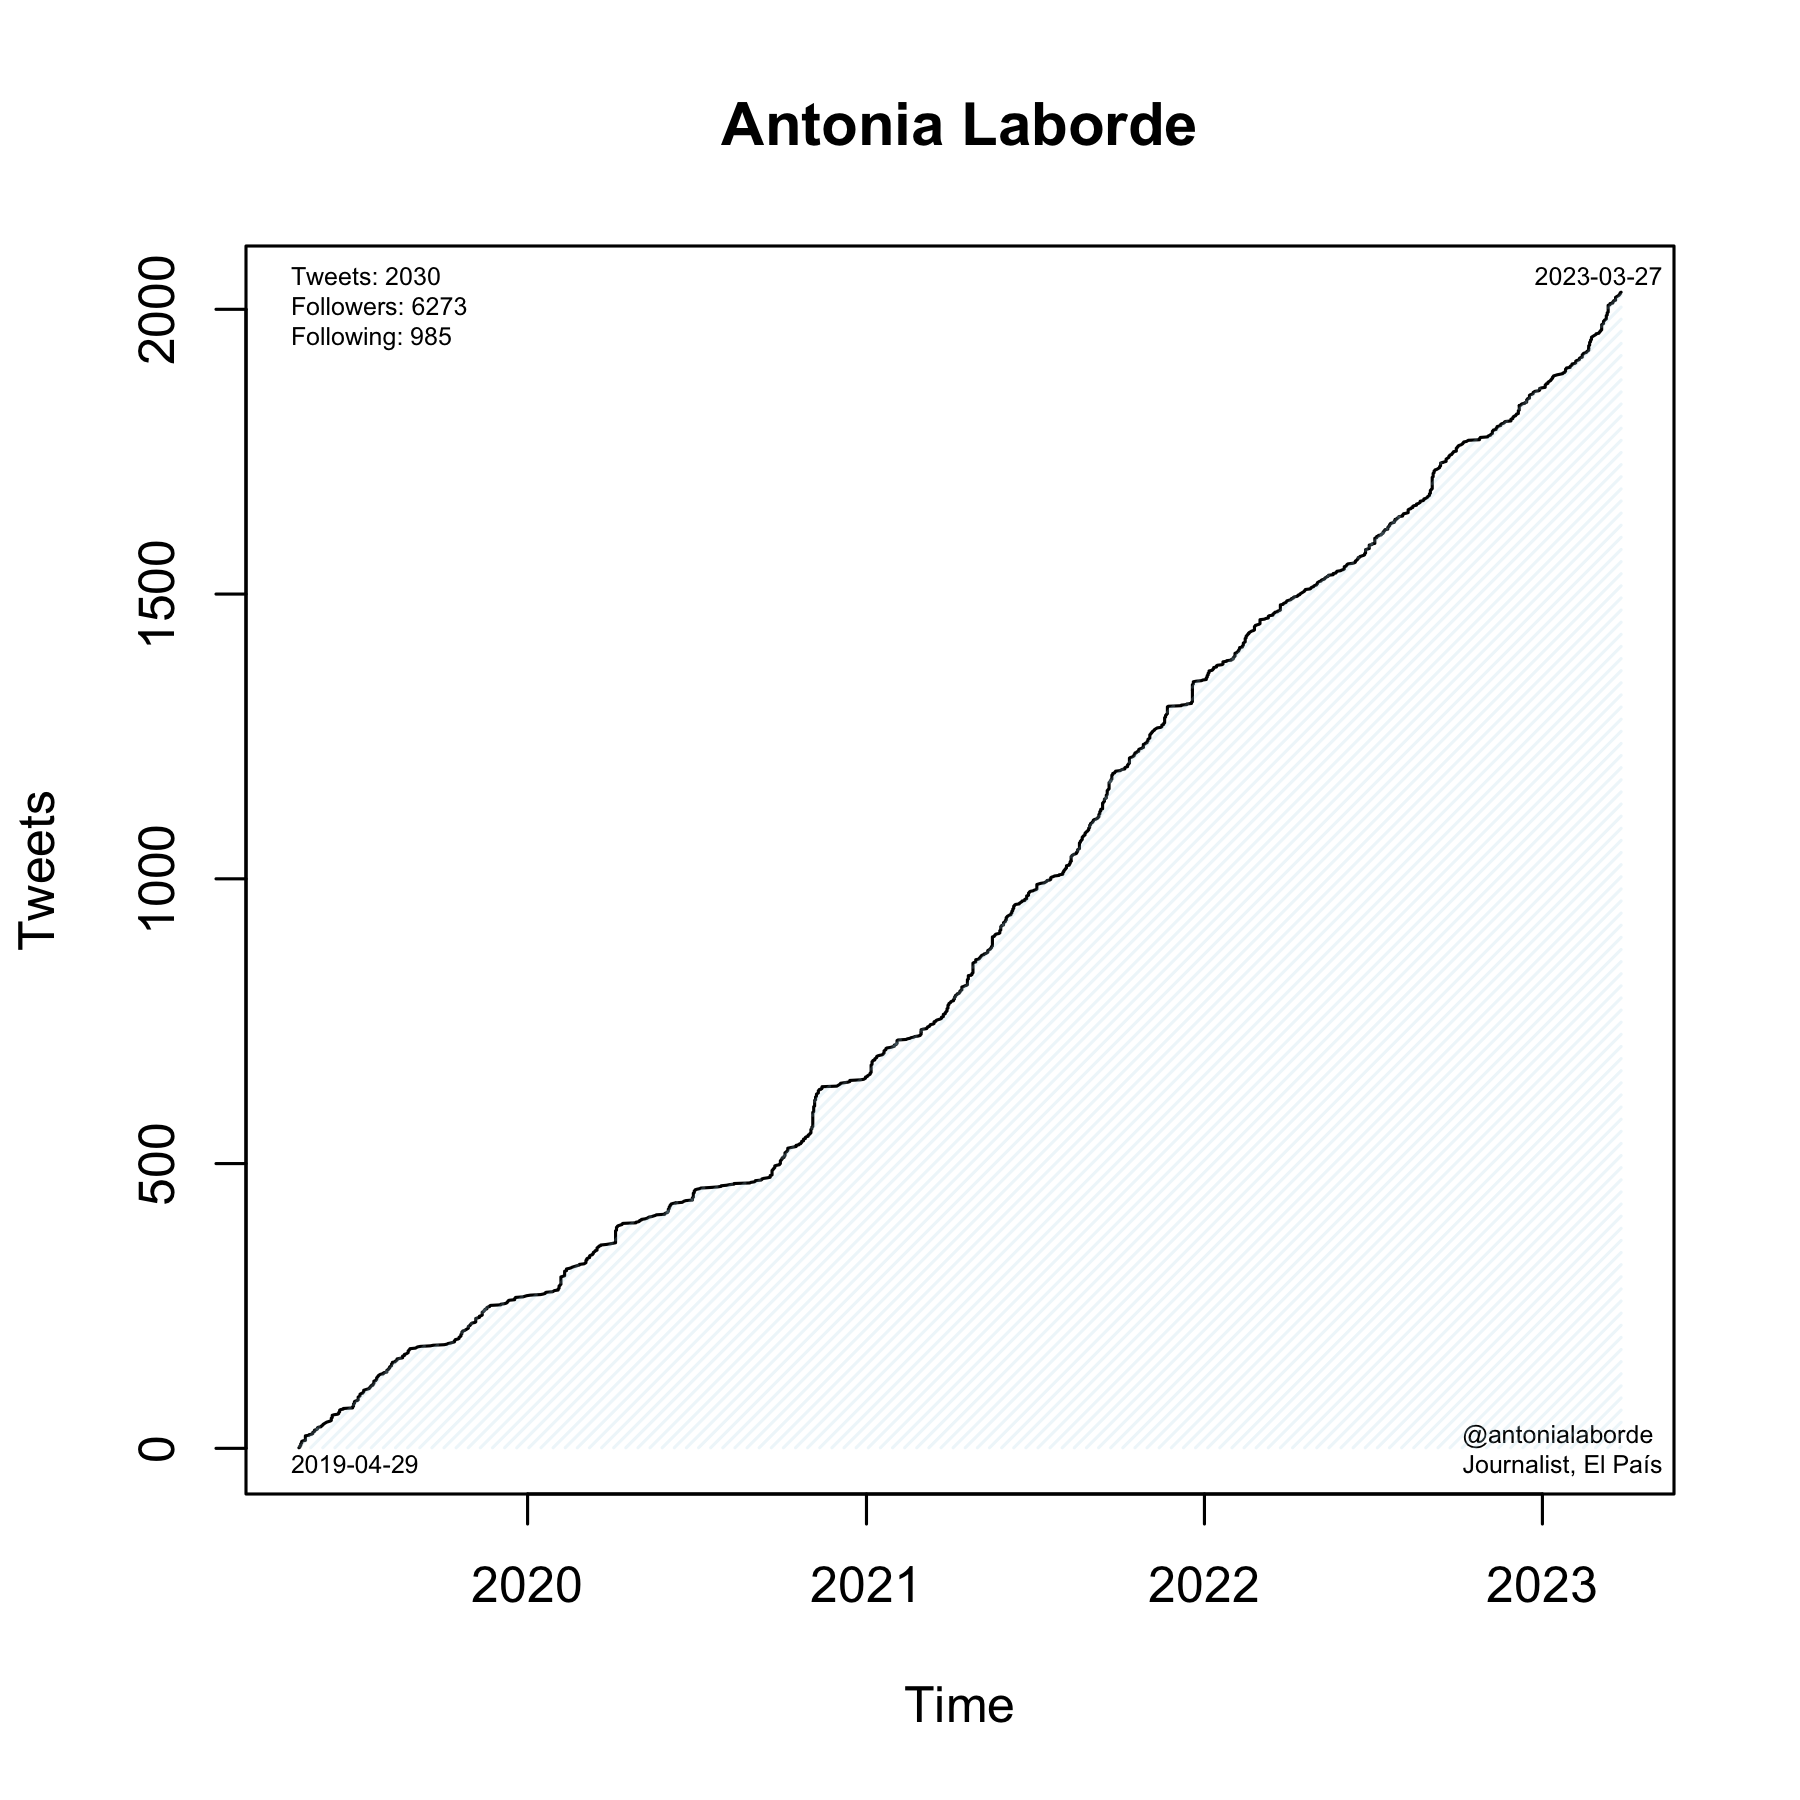 Antonia Laborde
Tweets: 2030
Followers: 6273
Following: 985
2023-03-27
2000
1500
1000
500
0
Tweets
2019-04-29
@antonialaborde
Journalist, El País
2020
2021
2022
2023
Time